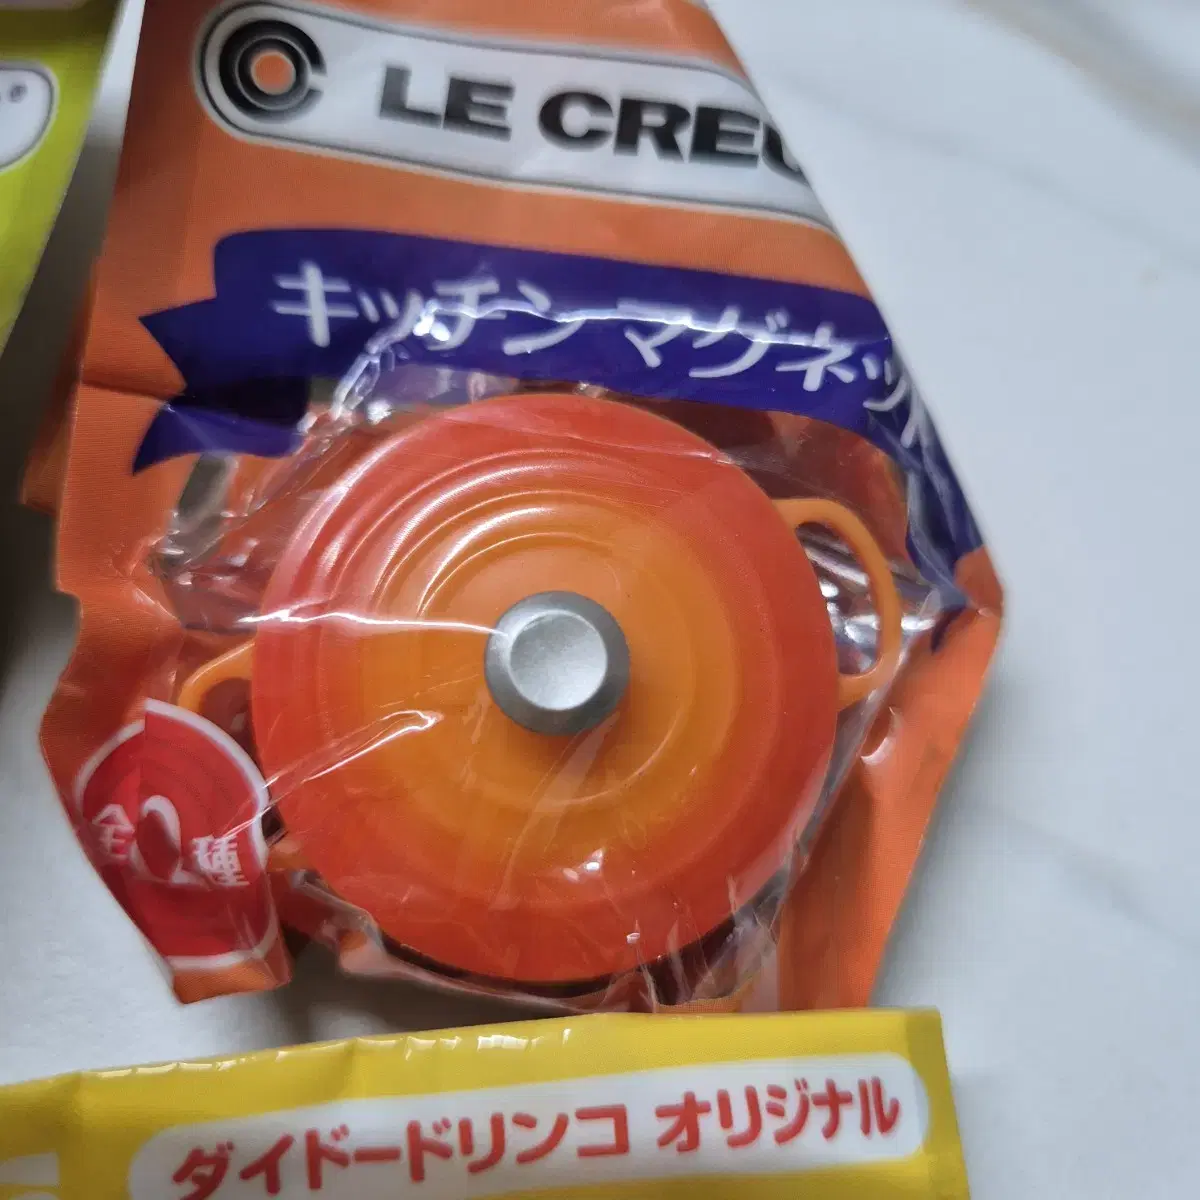 LE CREU
キッチンマグネット
全 種
ダイドードリンコ オリジナル